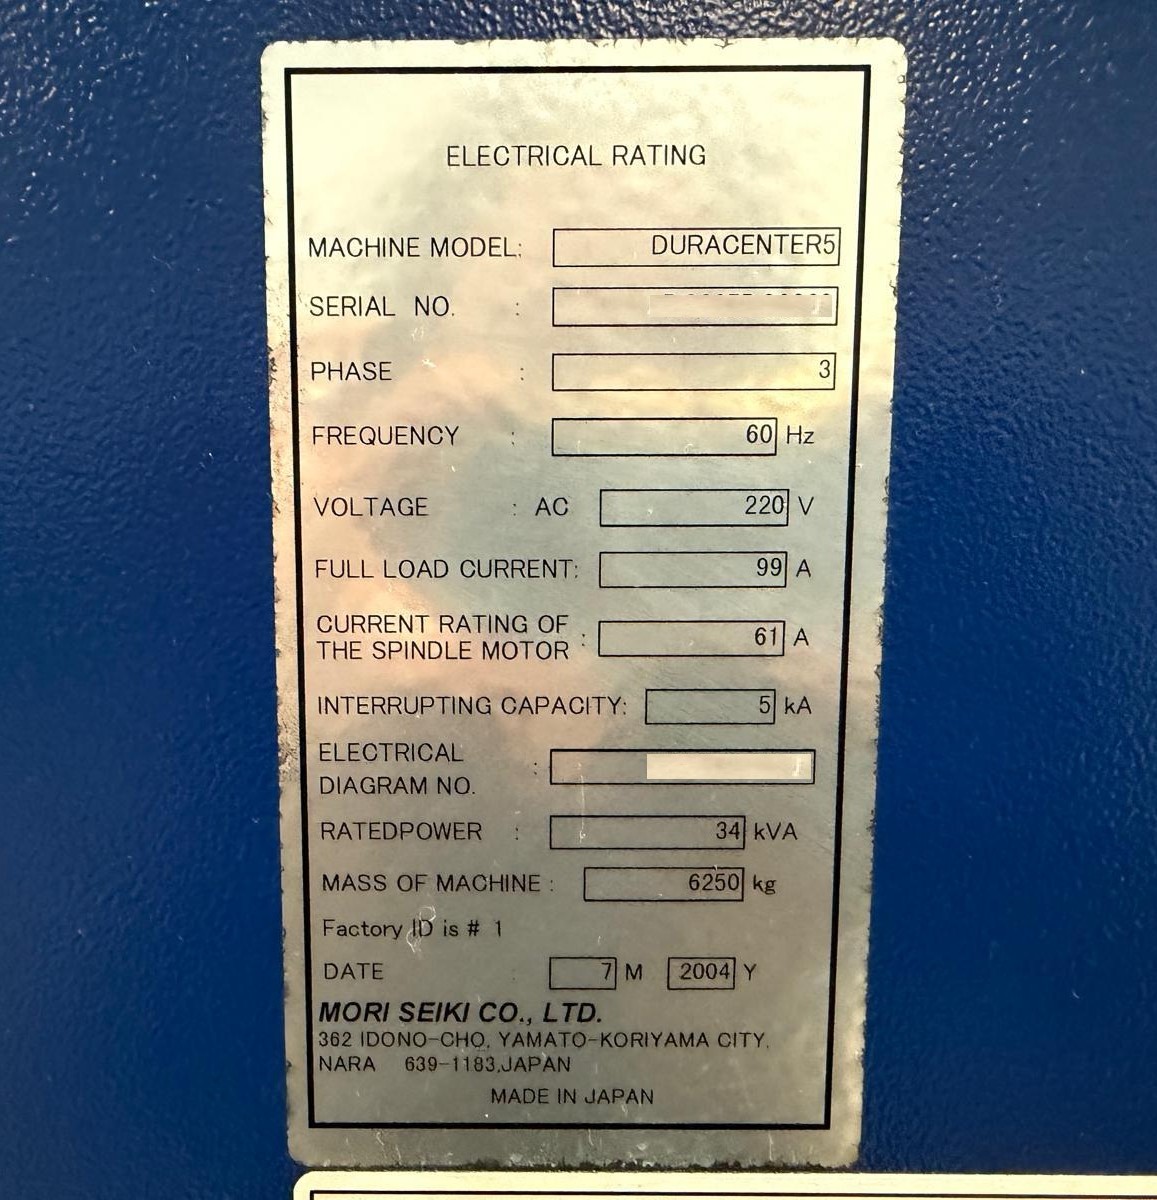 ELECTRICAL RATING
MACHINE MODEL: DURACENTER5
SERIAL NO. :
PHASE : 3
FREQUENCY : 60 Hz
VOLTAGE : AC 220 V
FULL LOAD CURRENT: 99 A
CURRENT RATING OF
THE SPINDLE MOTOR : 61 A
INTERRUPTING CAPACITY: 5 kA
ELECTRICAL
DIAGRAM NO. :
RATEDPOWER : 34 kVA
MASS OF MACHINE : 6250 kg
Factory ID is # 1
DATE : 7 M 2004 Y
MORI SEIKI CO., LTD.
362 IDONO-CHO, YAMATO-KORIYAMA CITY,
NARA 639-1183,JAPAN
MADE IN JAPAN